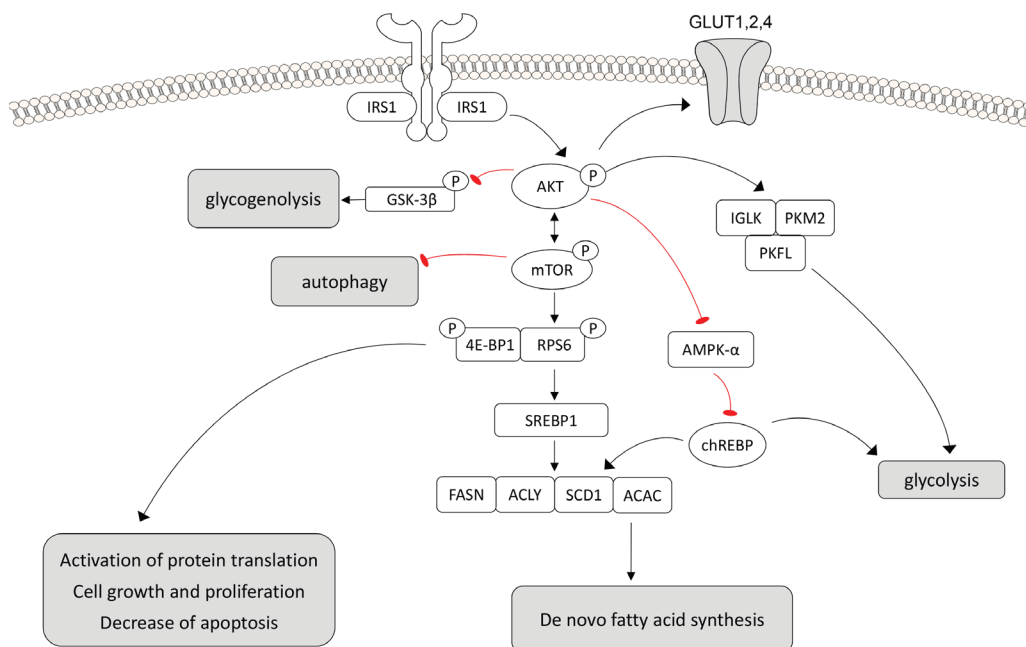 GLUT1,2,4
IRS1
IRS1
AKT
P
P
GSK-3β
glycogenolysis
IGLK
PKM2
PKFL
P
mTOR
autophagy
P
4E-BP1
RPS6
P
AMPK-α
SREBP1
chREBP
glycolysis
FASN
ACLY
SCD1
ACAC
Activation of protein translation
Cell growth and proliferation
Decrease of apoptosis
De novo fatty acid synthesis